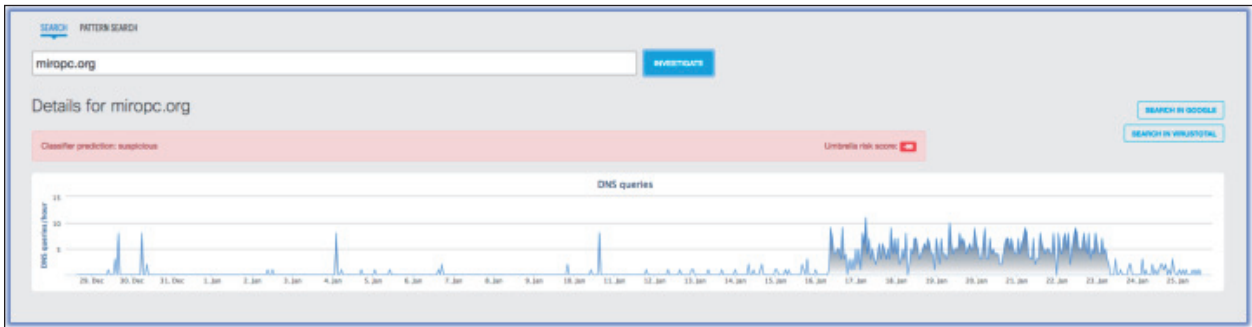 SEARCH PATTERN SEARCH
miropc.org INVESTIGATE
Details for miropc.org
SEARCH IN GOOGLE
SEARCH IN VIRUSTOTAL
Classifier prediction: suspicious Umbrella risk score:
DNS queries
DNS queries/hour
15
10
5
29. Dec 30. Dec 31. Dec 1. Jan 2. Jan 3. Jan 4. Jan 5. Jan 6. Jan 7. Jan 8. Jan 9. Jan 10. Jan 11. Jan 12. Jan 13. Jan 14. Jan 15. Jan 16. Jan 17. Jan 18. Jan 19. Jan 20. Jan 21. Jan 22. Jan 23. Jan 24. Jan 25. Jan